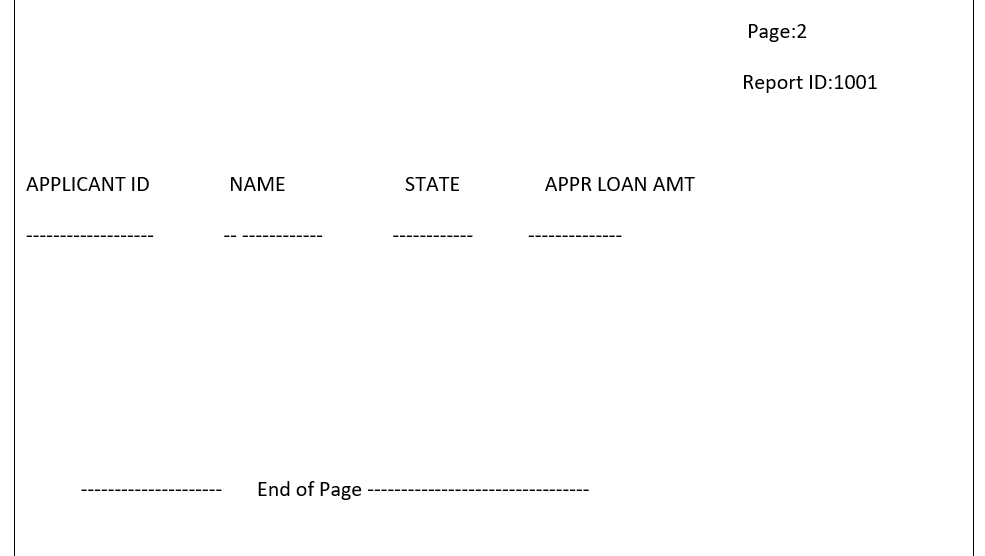 Page:2
Report ID:1001
APPLICANT ID NAME STATE APPR LOAN AMT
------------------- -- ------------ ------------ --------------
--------------------- End of Page ---------------------------------